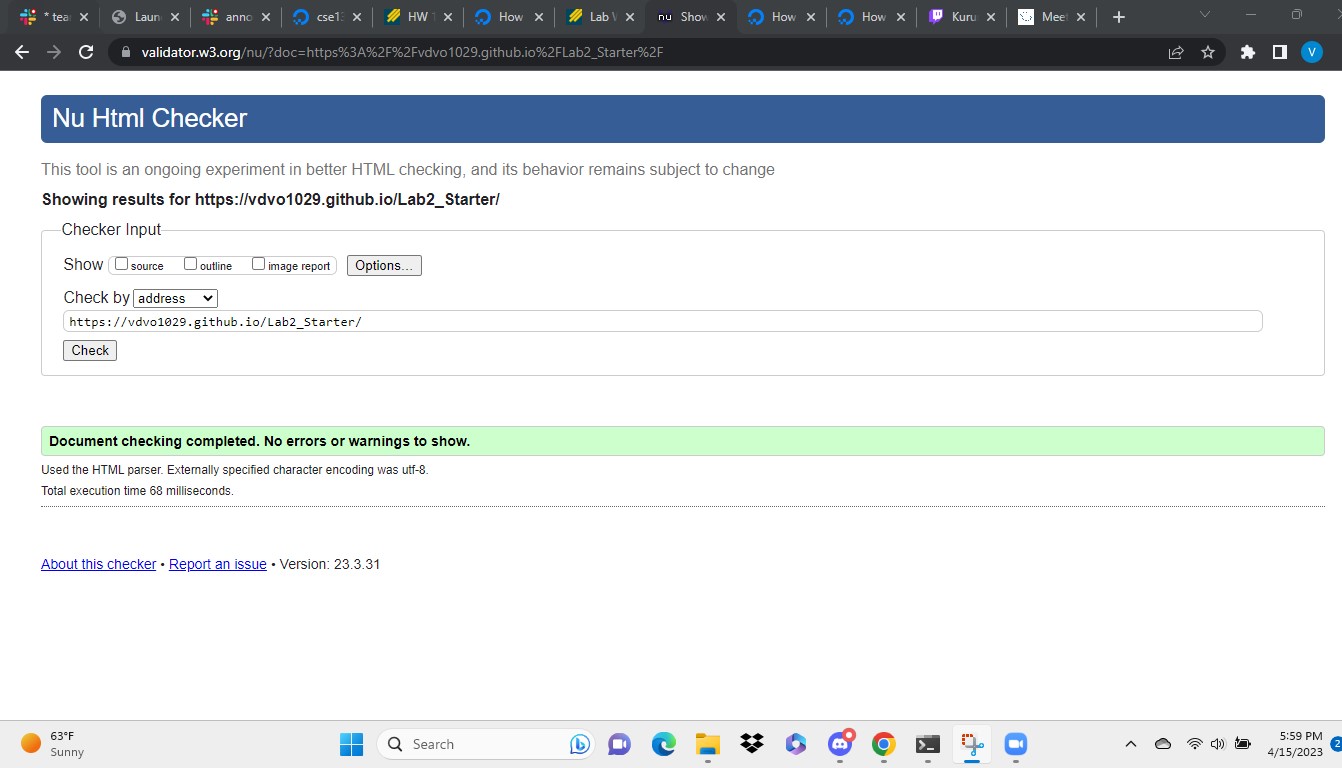 * tea
Laun
anno
cse13
HW 1
How
Lab W
nu Show
How
How
Kuru
Meet
validator.w3.org/nu/?doc=https%3A%2F%2Fvdvo1029.github.io%2FLab2_Starter%2F
V
Nu Html Checker
This tool is an ongoing experiment in better HTML checking, and its behavior remains subject to change
Showing results for https://vdvo1029.github.io/Lab2_Starter/
Checker Input
Show source outline image report Options...
Check by address
https://vdvo1029.github.io/Lab2_Starter/
Check
Document checking completed. No errors or warnings to show.
Used the HTML parser. Externally specified character encoding was utf-8.
Total execution time 68 milliseconds.
About this checker • Report an issue • Version: 23.3.31
63°F
Sunny
Search
5:59 PM
4/15/2023
2